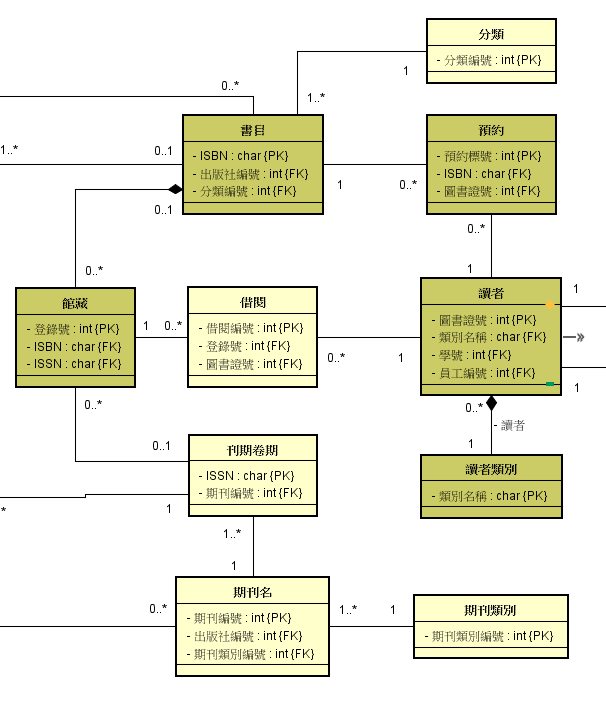 分類
- 分類編號 : int {PK}
1
0..*
1..*
書目
- ISBN : char {PK}
- 出版社編號 : int {FK}
- 分類編號 : int {FK}
1..*
0..1
0..1
1
0..*
預約
- 預約標號 : int {PK}
- ISBN : char {FK}
- 圖書證號 : int {FK}
0..*
1
0..*
館藏
- 登錄號 : int {PK}
- ISBN : char {FK}
- ISSN : char {FK}
1
0..*
借閱
- 借閱編號 : int {PK}
- 登錄號 : int {FK}
- 圖書證號 : int {FK}
0..*
1
讀者
- 圖書證號 : int {PK}
- 類別名稱 : char {FK}
- 學號 : int {FK}
- 員工編號 : int {FK}
1
1
0..*
- 讀者
1
讀者類別
- 類別名稱 : char {PK}
0..*
0..1
刊期卷期
- ISSN : char {PK}
- 期刊編號 : int {FK}
*
1
1..*
1
期刊名
- 期刊編號 : int {PK}
- 出版社編號 : int {FK}
- 期刊類別編號 : int {FK}
0..*
1..*
1
期刊類別
- 期刊類別編號 : int {PK}